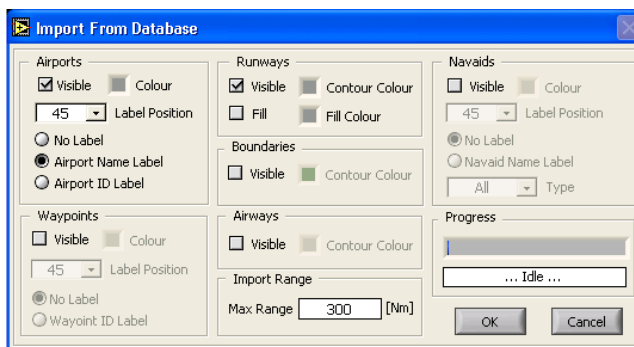 Import From Database
Airports
Visible Colour
45 Label Position
No Label
Airport Name Label
Airport ID Label
Waypoints
Visible Colour
45 Label Position
No Label
Wayoint ID Label
Runways
Visible Contour Colour
Fill Fill Colour
Boundaries
Visible Contour Colour
Airways
Visible Contour Colour
Import Range
Max Range 300 [Nm]
Navaids
Visible Colour
45 Label Position
No Label
Navaid Name Label
All Type
Progress
... Idle ...
OK Cancel